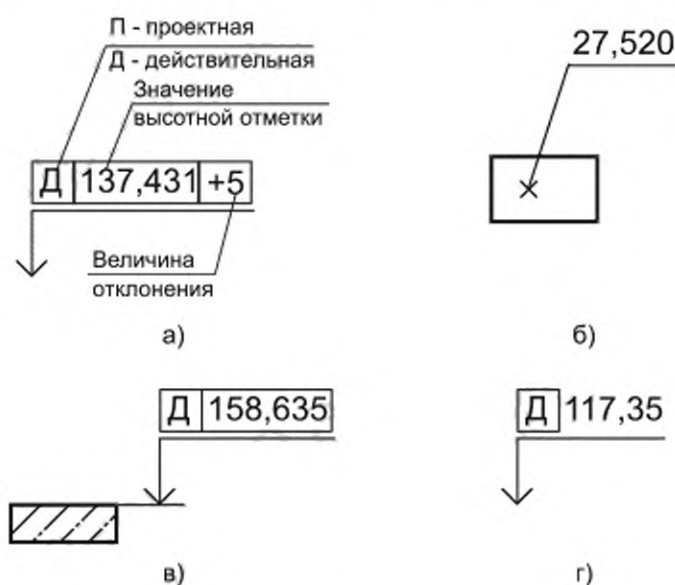 П - проектная
Д - действительная
Значение
высотной отметки
Д 137,431 +5
Величина
отклонения
а)
27,520
б)
Д 158,635
в)
Д 117,35
г)